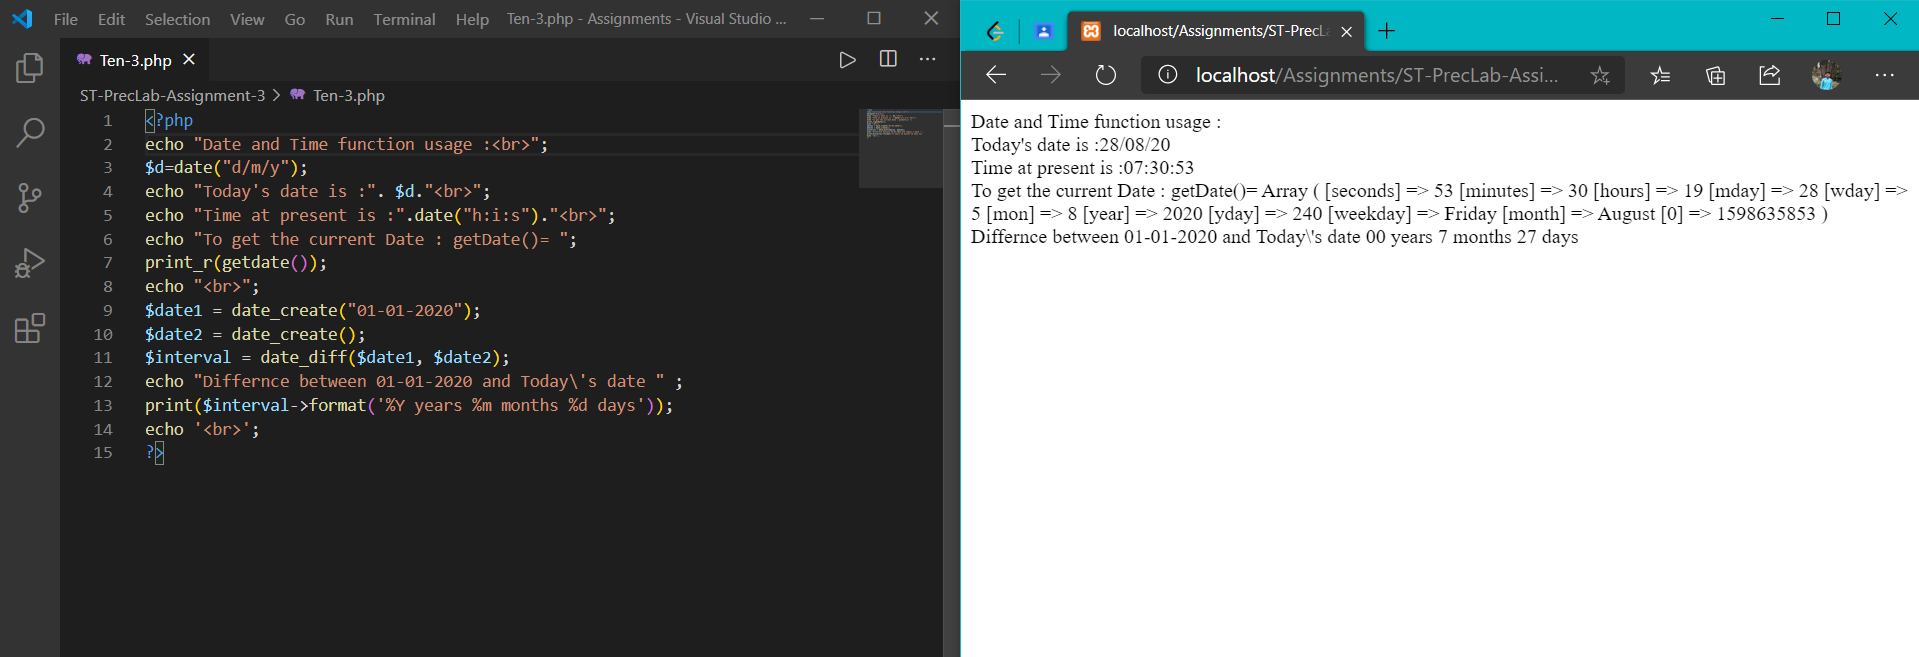 File Edit Selection View Go Run Terminal Help Ten-3.php - Assignments - Visual Studio ...
Ten-3.php
ST-PrecLab-Assignment-3 > Ten-3.php
1 <?php
2 echo "Date and Time function usage :<br>";
3 $d=date("d/m/y");
4 echo "Today's date is :". $d."<br>";
5 echo "Time at present is :".date("h:i:s")."<br>";
6 echo "To get the current Date : getDate()= ";
7 print_r(getdate());
8 echo "<br>";
9 $date1 = date_create("01-01-2020");
10 $date2 = date_create();
11 $interval = date_diff($date1, $date2);
12 echo "Differnce between 01-01-2020 and Today\'s date " ;
13 print($interval->format('%Y years %m months %d days'));
14 echo '<br>';
15 ?>
localhost/Assignments/ST-PrecLa
localhost/Assignments/ST-PrecLab-Assi...
Date and Time function usage :
Today's date is :28/08/20
Time at present is :07:30:53
To get the current Date : getDate()= Array ( [seconds] => 53 [minutes] => 30 [hours] => 19 [mday] => 28 [wday] =>
5 [mon] => 8 [year] => 2020 [yday] => 240 [weekday] => Friday [month] => August [0] => 1598635853 )
Differnce between 01-01-2020 and Today\'s date 00 years 7 months 27 days